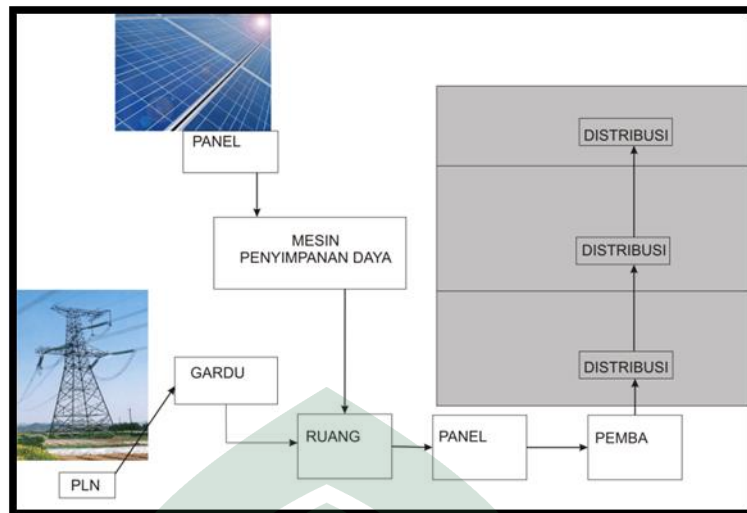 PANEL
MESIN
PENYIMPANAN DAYA
GARDU
PLN
RUANG
PANEL
PEMBA
DISTRIBUSI
DISTRIBUSI
DISTRIBUSI